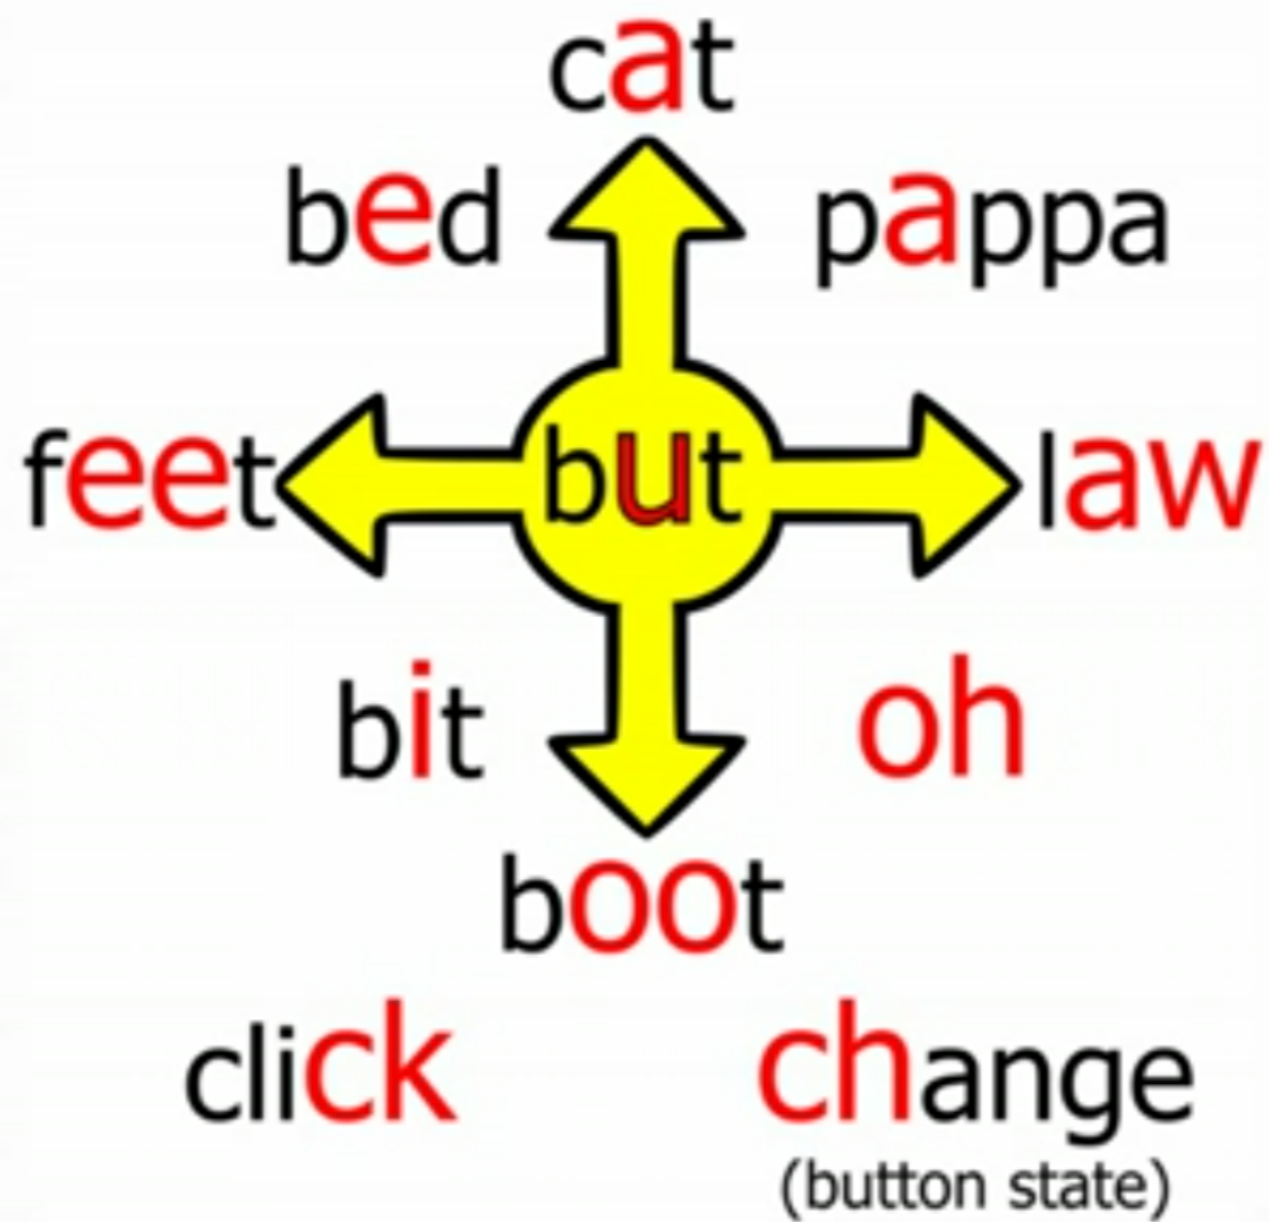 cat
bed pappa
feet but law
bit oh
boot
click change
(button state)